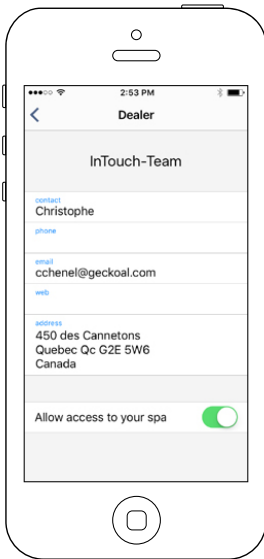 2:53 PM
Dealer
InTouch-Team
contact
Christophe
phone
email
cchenel@geckoal.com
web
address
450 des Cannetons
Quebec Qc G2E 5W6
Canada
Allow access to your spa